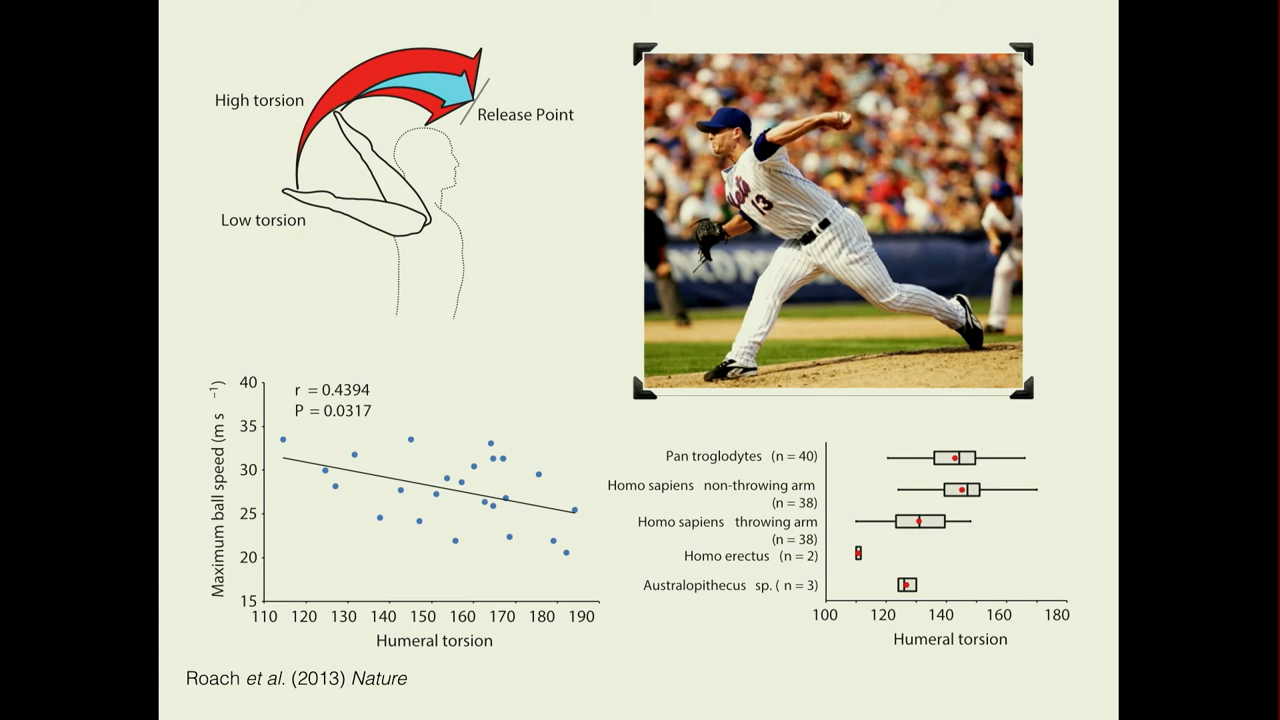 High torsion
Release Point
Low torsion
Mets
13
r = 0.4394
P = 0.0317
Maximum ball speed (m s ⁻¹)
40
35
30
25
20
15
110 120 130 140 150 160 170 180 190
Humeral torsion
Pan troglodytes (n = 40)
Homo sapiens non-throwing arm
(n = 38)
Homo sapiens throwing arm
(n = 38)
Homo erectus (n = 2)
Australopithecus sp. ( n = 3)
100 120 140 160 180
Humeral torsion
Roach et al. (2013) Nature